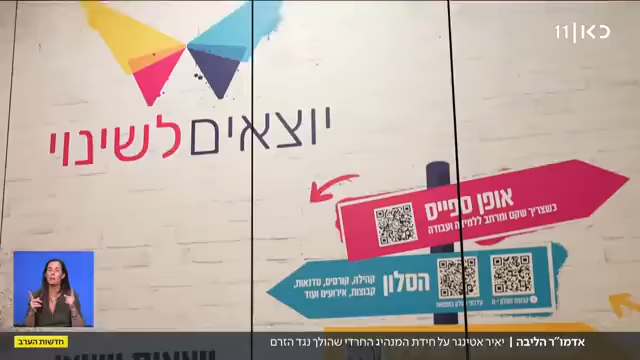 כאן 11
יוצאים לשינוי
אופן ספייס
כשצריך שקט ומרחב ללמידה ועבודה
הסלון
קהילה, קורסים, סדנאות,
קבוצות, אירועים ועוד
אדמו״ר הליבה | יאיר אטינגר על חידת המנהיג החרדי שהולך נגד הזרם
חדשות הערב